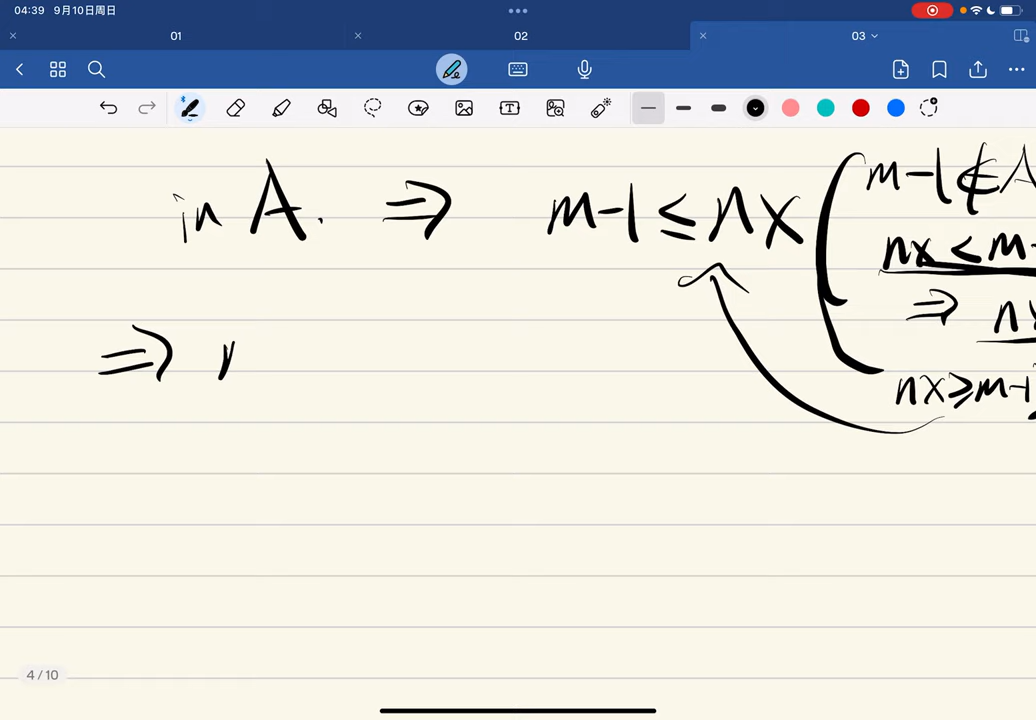 04:39 9月10日周日
01 02 03
in A. ⇒ m-1 ≤ nx
m-1 ∉ A
nx < m-
⇒ n
nx ≥ m-1
⇒
4 / 10